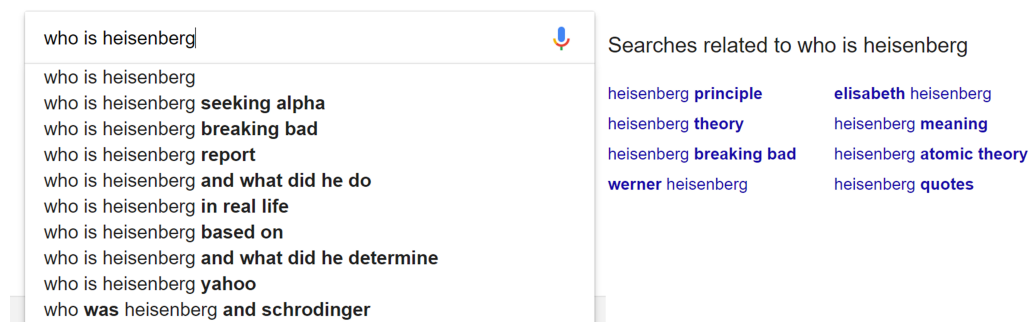 who is heisenberg
who is heisenberg
who is heisenberg seeking alpha
who is heisenberg breaking bad
who is heisenberg report
who is heisenberg and what did he do
who is heisenberg in real life
who is heisenberg based on
who is heisenberg and what did he determine
who is heisenberg yahoo
who was heisenberg and schrodinger
Searches related to who is heisenberg
heisenberg principle
heisenberg theory
heisenberg breaking bad
werner heisenberg
elisabeth heisenberg
heisenberg meaning
heisenberg atomic theory
heisenberg quotes